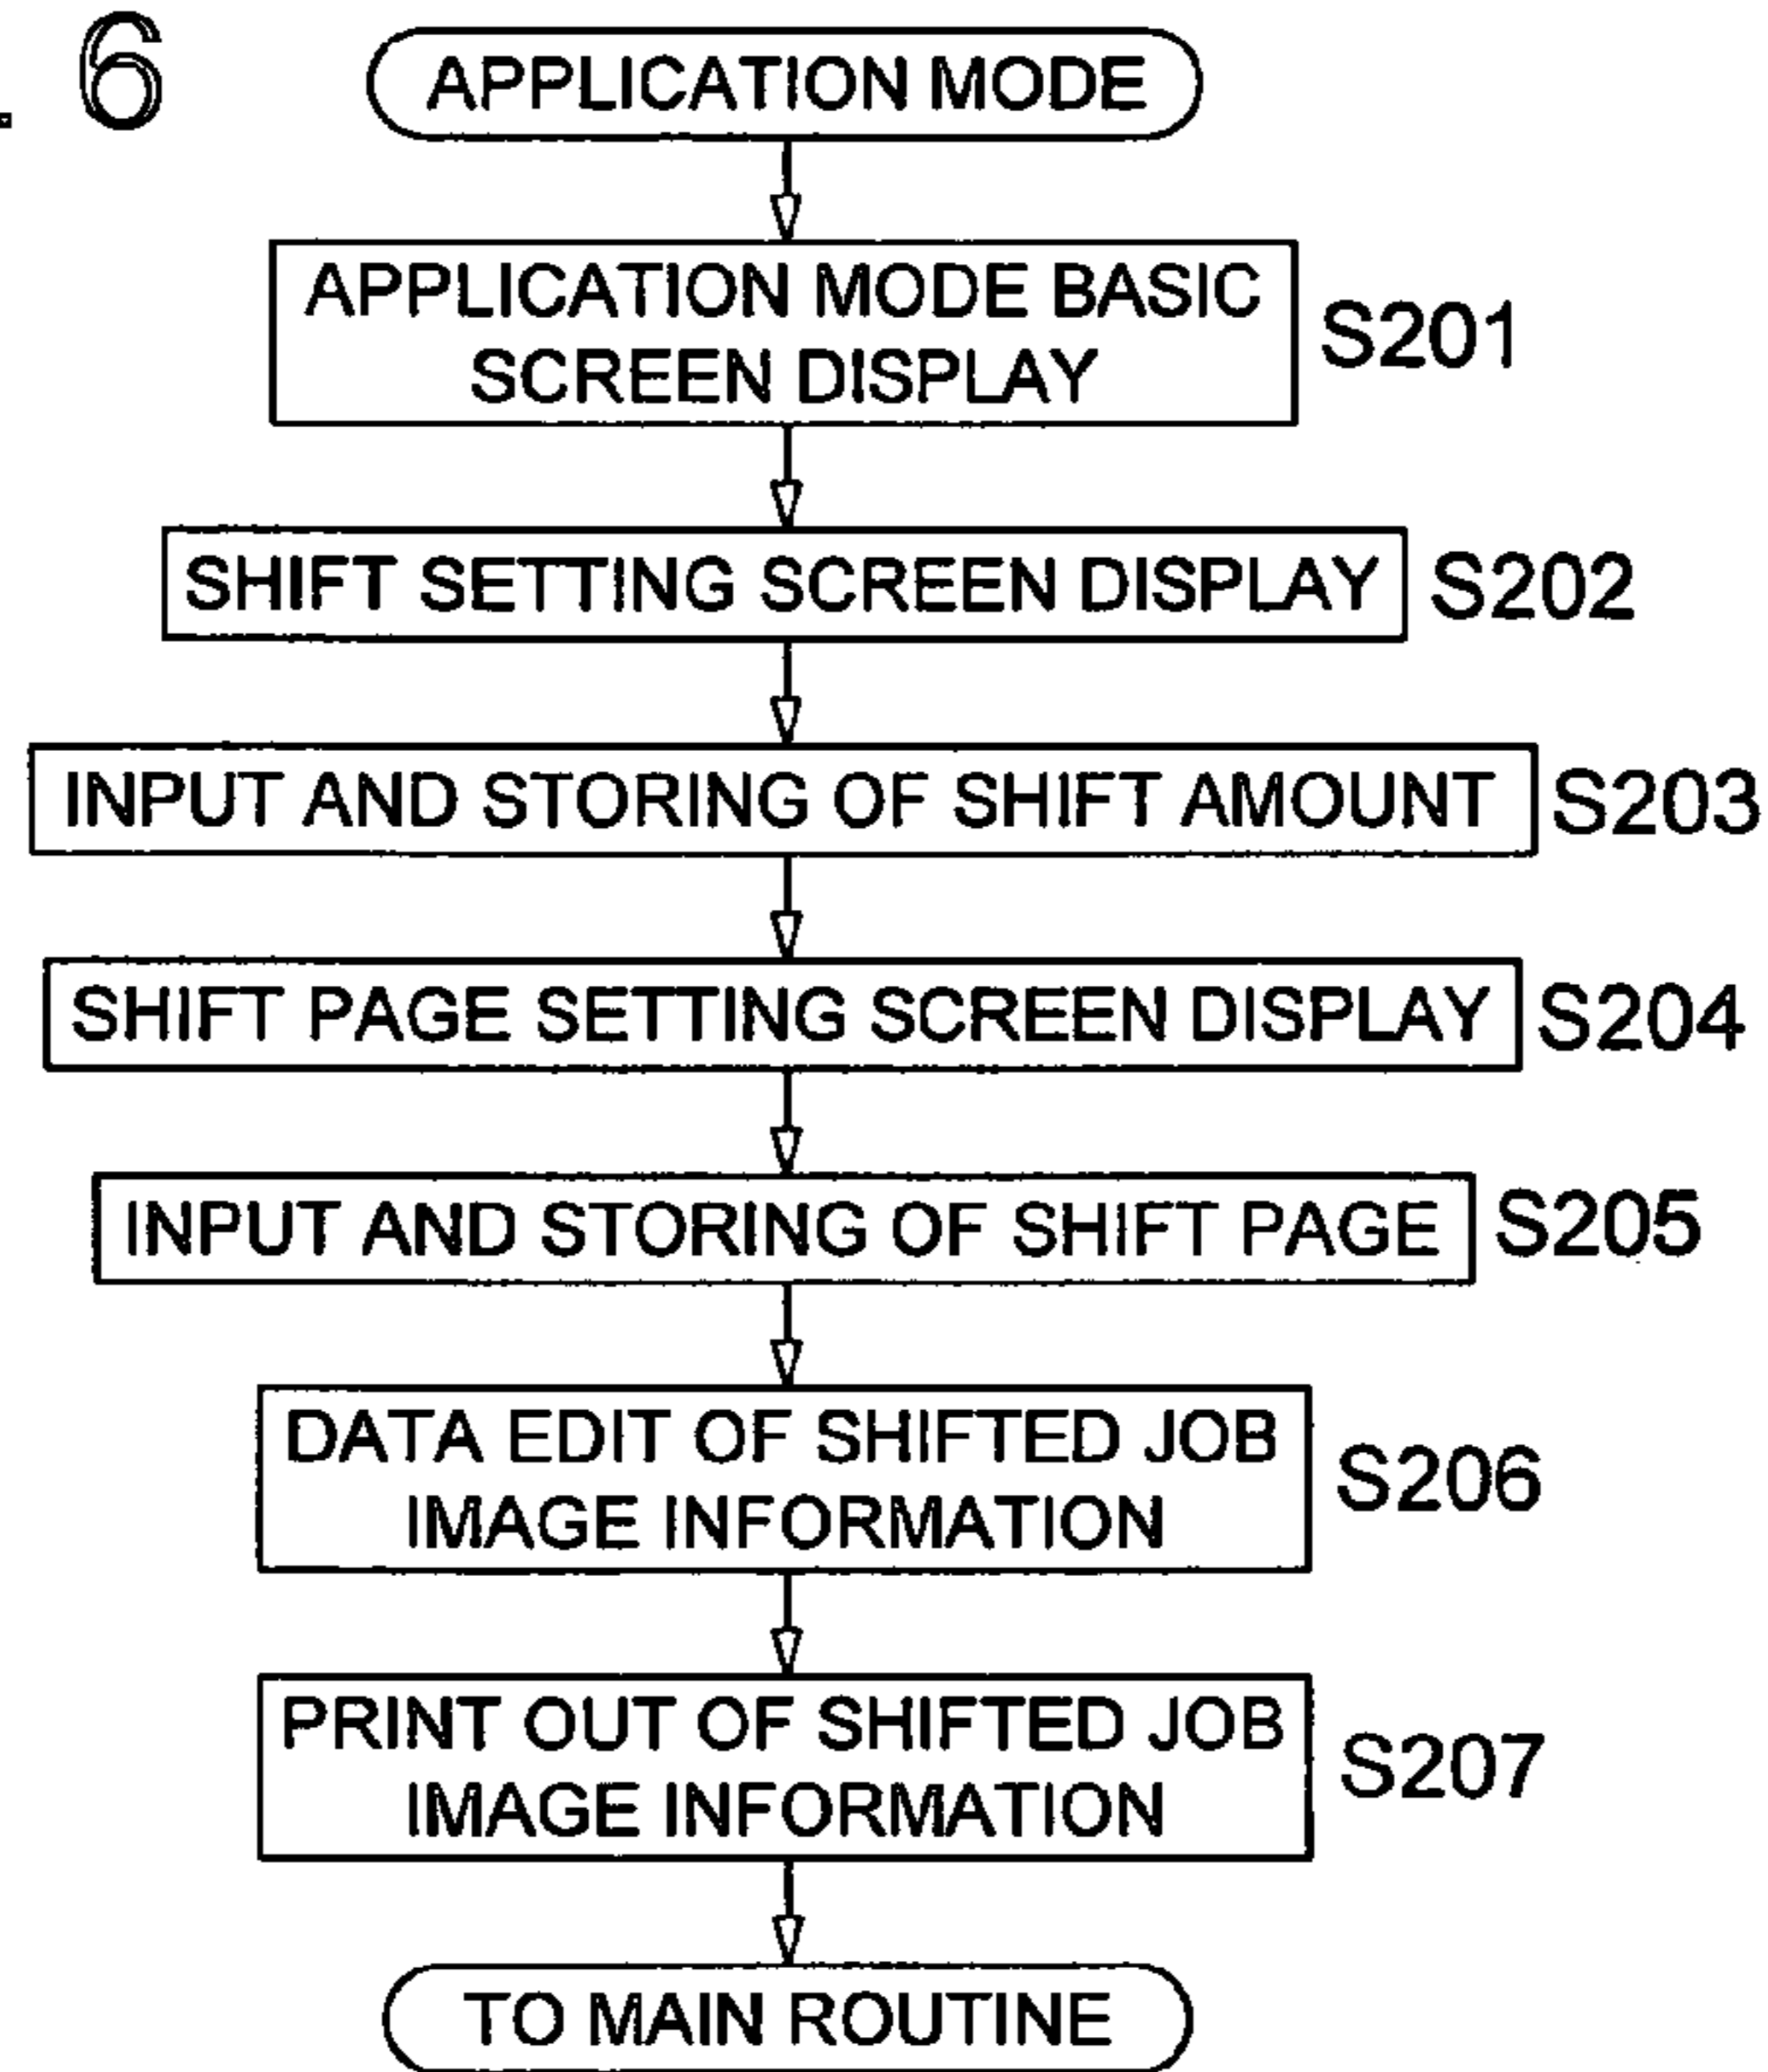 . 6
APPLICATION MODE
APPLICATION MODE BASIC
SCREEN DISPLAY
S201
SHIFT SETTING SCREEN DISPLAY
S202
INPUT AND STORING OF SHIFT AMOUNT
S203
SHIFT PAGE SETTING SCREEN DISPLAY
S204
INPUT AND STORING OF SHIFT PAGE
S205
DATA EDIT OF SHIFTED JOB
IMAGE INFORMATION
S206
PRINT OUT OF SHIFTED JOB
IMAGE INFORMATION
S207
TO MAIN ROUTINE